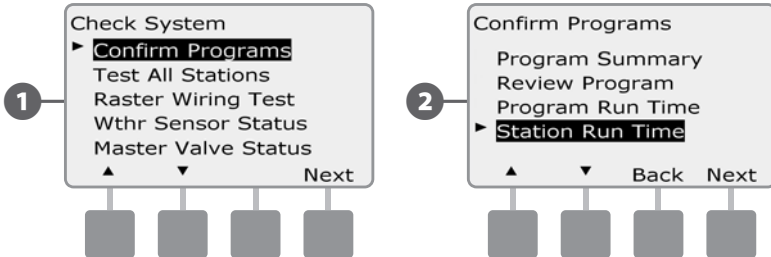 1
Check System
► Confirm Programs
Test All Stations
Raster Wiring Test
Wthr Sensor Status
Master Valve Status
▲ ▼ Next
2
Confirm Programs
Program Summary
Review Program
Program Run Time
► Station Run Time
▲ ▼ Back Next